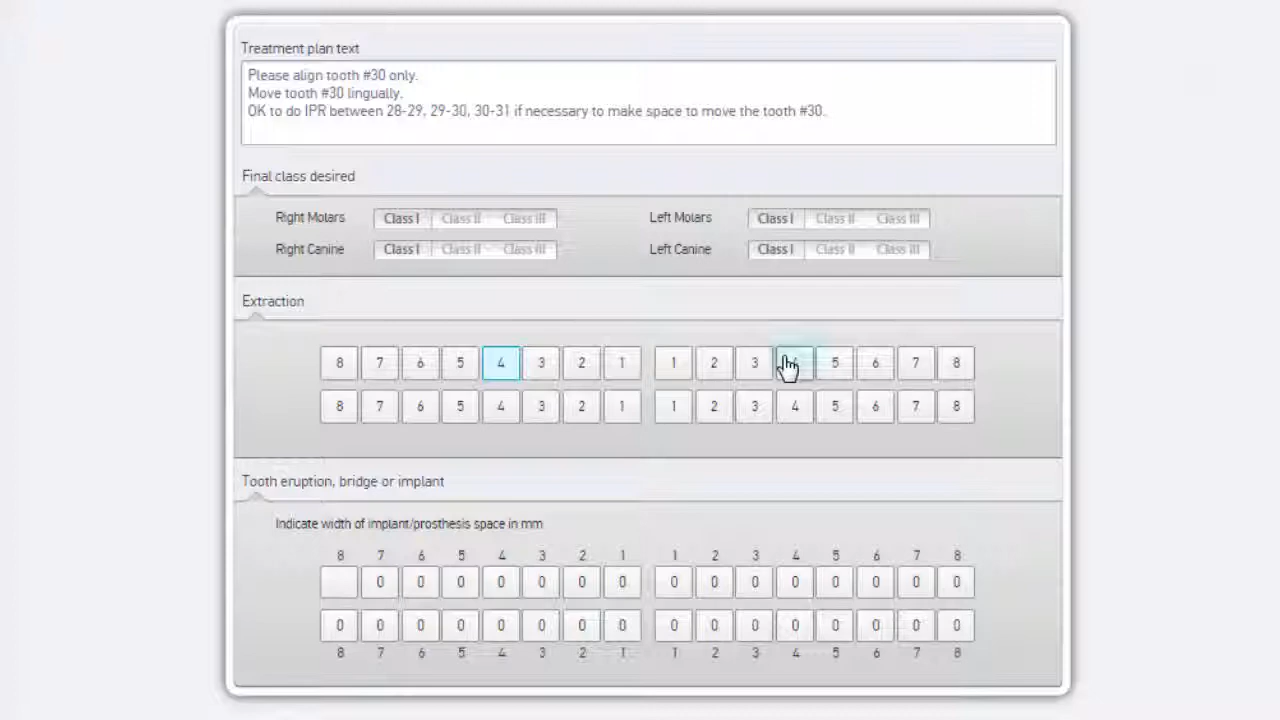 Treatment plan text
Please align tooth #30 only.
Move tooth #30 lingually.
OK to do IPR between 28-29, 29-30, 30-31 if necessary to make space to move the tooth #30.
Final class desired
Right Molars Class I Class II Class III Left Molars Class I Class II Class III
Right Canine Class I Class II Class III Left Canine Class I Class II Class III
Extraction
8 7 6 5 4 3 2 1 1 2 3 4 5 6 7 8
8 7 6 5 4 3 2 1 1 2 3 4 5 6 7 8
Tooth eruption, bridge or implant
Indicate width of implant/prosthesis space in mm
8 7 6 5 4 3 2 1 1 2 3 4 5 6 7 8
0 0 0 0 0 0 0 0 0 0 0 0 0 0 0
0 0 0 0 0 0 0 0 0 0 0 0 0 0 0 0
8 7 6 5 4 3 2 1 1 2 3 4 5 6 7 8